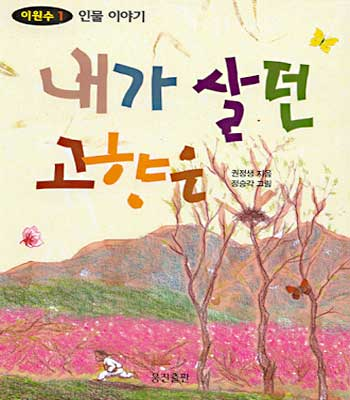 이원수 1 인물 이야기
내가 살던
고향은
권정생 지음
정승각 그림
웅진출판